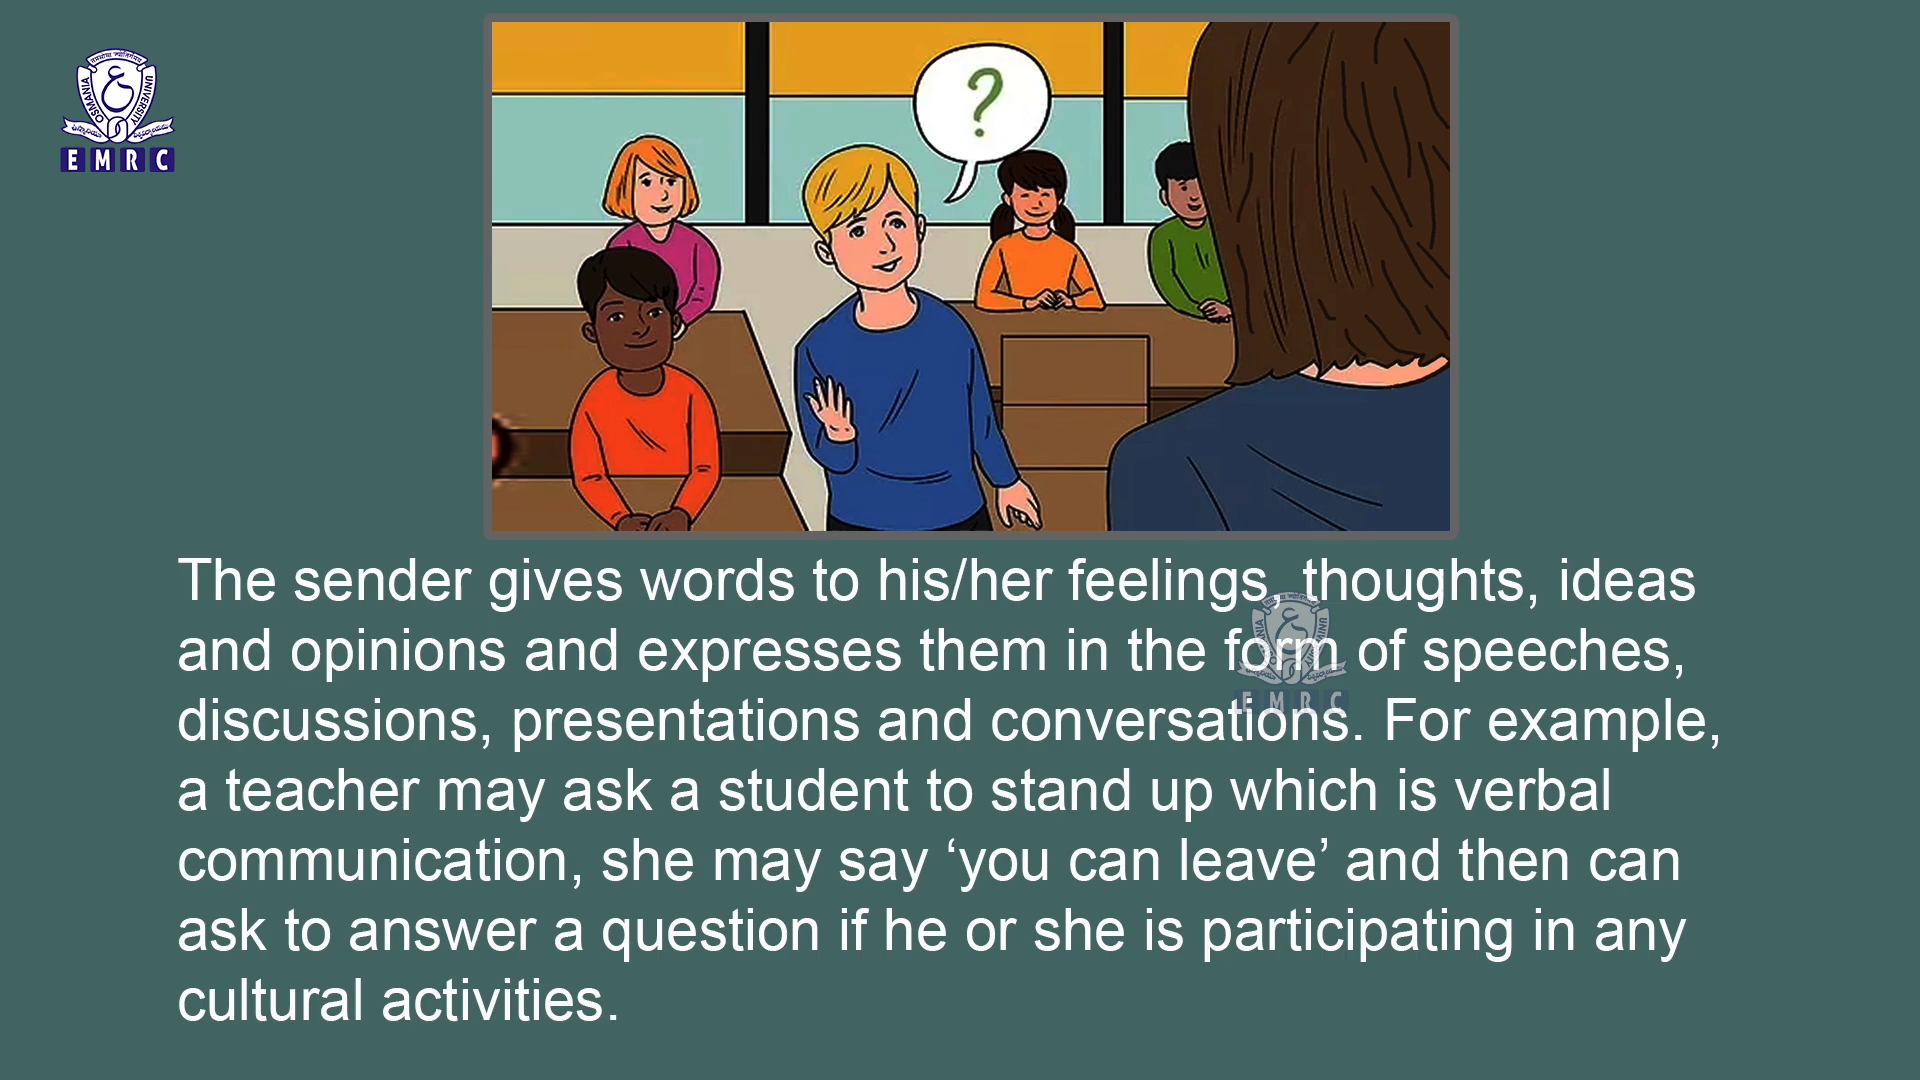 OSMANIA UNIVERSITY
EMRC
?
The sender gives words to his/her feelings, thoughts, ideas
and opinions and expresses them in the form of speeches,
discussions, presentations and conversations. For example,
a teacher may ask a student to stand up which is verbal
communication, she may say ‘you can leave’ and then can
ask to answer a question if he or she is participating in any
cultural activities.
EMRC